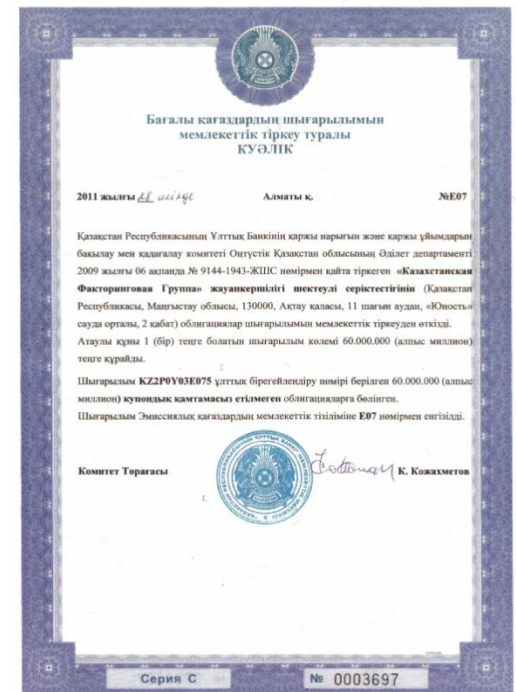 Бағалы қағаздардың шығарылымын
мемлекеттік тіркеу туралы
КУӘЛІК
2011 жылғы 28 шілде Алматы қ. №Е07
Қазақстан Республикасының Ұлттық Банкінің қаржы нарығын және қаржы ұйымдарын
бақылау мен қадағалау комитеті Оңтүстік Қазақстан облысының Әділет департаменті
2009 жылғы 06 ақпанда № 9144-1943-ЖШС нөмірмен қайта тіркеген «Казахстанская
Факторинговая Группа» жауапкершілігі шектеулі серіктестігінің (Қазақстан
Республикасы, Маңғыстау облысы, 130000, Ақтау қаласы, 11 шағын аудан, «Юность»
сауда орталы, 2 қабат) облигациялар шығарылымын мемлекеттік тіркеуден өткізді.
Атаулы құны 1 (бір) теңге болатын шығарылым көлемі 60.000.000 (алпыс миллион)
теңге құрайды.
Шығарылым KZ2P0Y03E075 ұлттық бірегейлендіру нөмірі берілген 60.000.000 (алпыс
миллион) купондық қамтамасыз етілмеген облигацияларға бөлінген.
Шығарылым Эмиссиялық қағаздардың мемлекеттік тізіліміне Е07 нөмірмен енгізілді.
Комитет Төрағасы К. Кожахметов
Серия С № 0003697